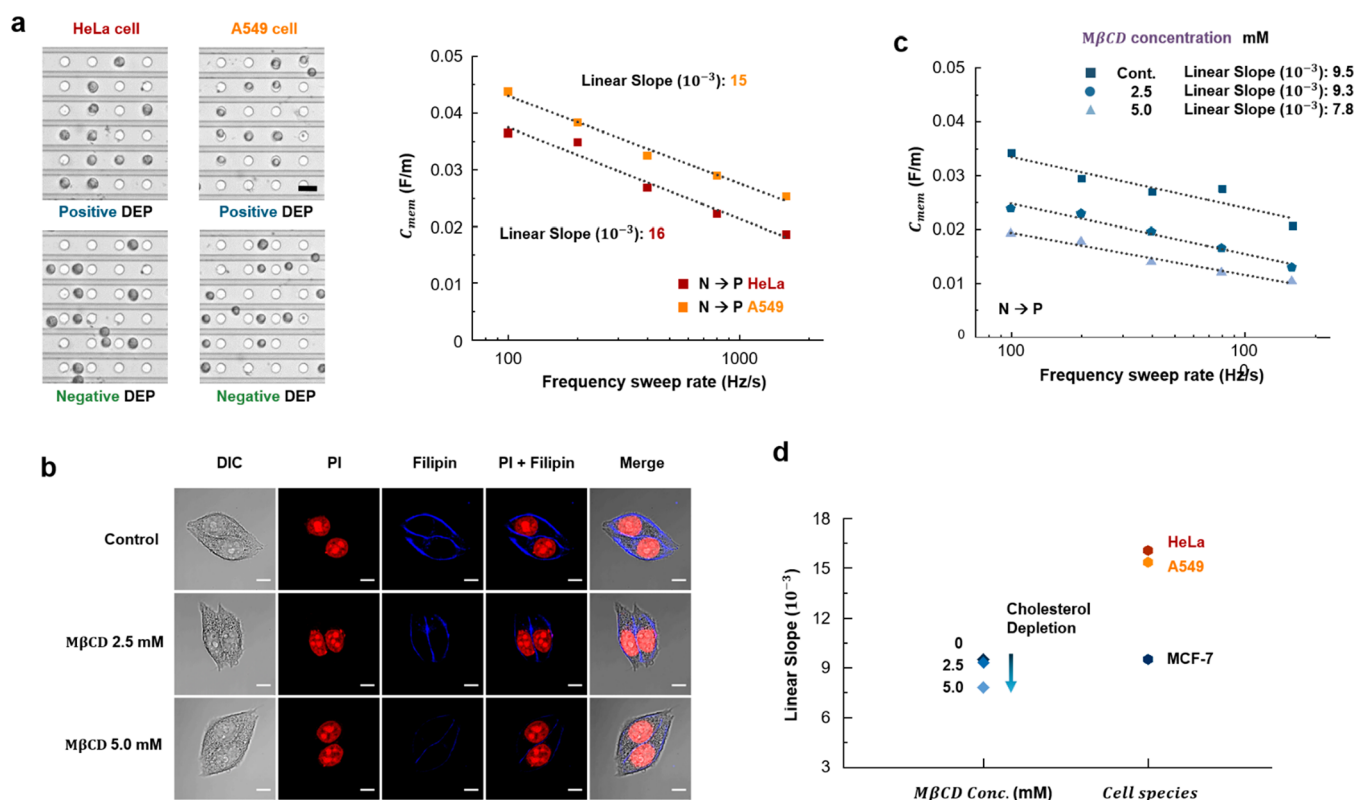 a
HeLa cell
A549 cell
Positive DEP
Positive DEP
Negative DEP
Negative DEP
0.05
0.04
0.03
0.02
0.01
0
C_mem (F/m)
Linear Slope (10⁻³): 15
Linear Slope (10⁻³): 16
N → P HeLa
N → P A549
100
1000
Frequency sweep rate (Hz/s)
c
MβCD concentration mM
Cont. Linear Slope (10⁻³): 9.5
2.5 Linear Slope (10⁻³): 9.3
5.0 Linear Slope (10⁻³): 7.8
0.05
0.04
0.03
0.02
0.01
0
C_mem (F/m)
N → P
100
100
0
Frequency sweep rate (Hz/s)
b
DIC
PI
Filipin
PI + Filipin
Merge
Control
MβCD 2.5 mM
MβCD 5.0 mM
d
18
15
12
9
6
3
Linear Slope (10⁻³)
HeLa
A549
MCF-7
Cholesterol
Depletion
0
2.5
5.0
MβCD Conc. (mM)
Cell species